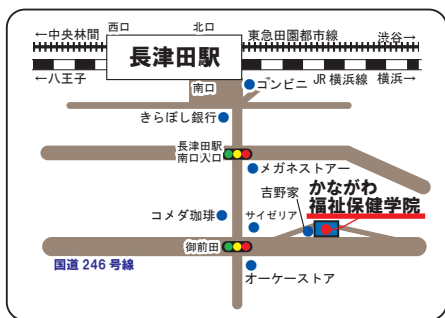 西口
北口
←中央林間
東急田園都市線
渋谷→
長津田駅
←八王子
JR 横浜線
横浜→
南口
コンビニ
きらぼし銀行
長津田駅
南口入口
メガネストアー
吉野家
かながわ
福祉保健学院
コメダ珈琲
サイゼリア
御前田
国道 246 号線
オーケーストア